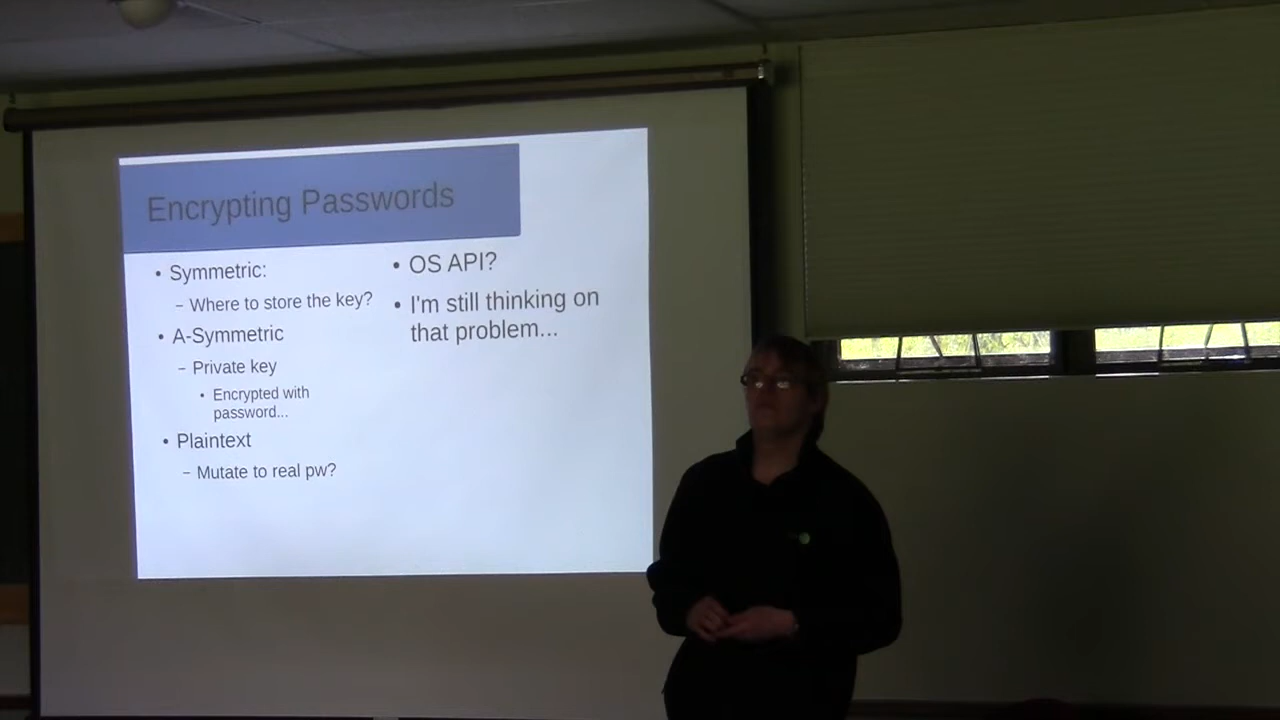 Encrypting Passwords
• Symmetric:
– Where to store the key?
• A-Symmetric
– Private key
• Encrypted with
password...
• Plaintext
– Mutate to real pw?
• OS API?
• I'm still thinking on
that problem...